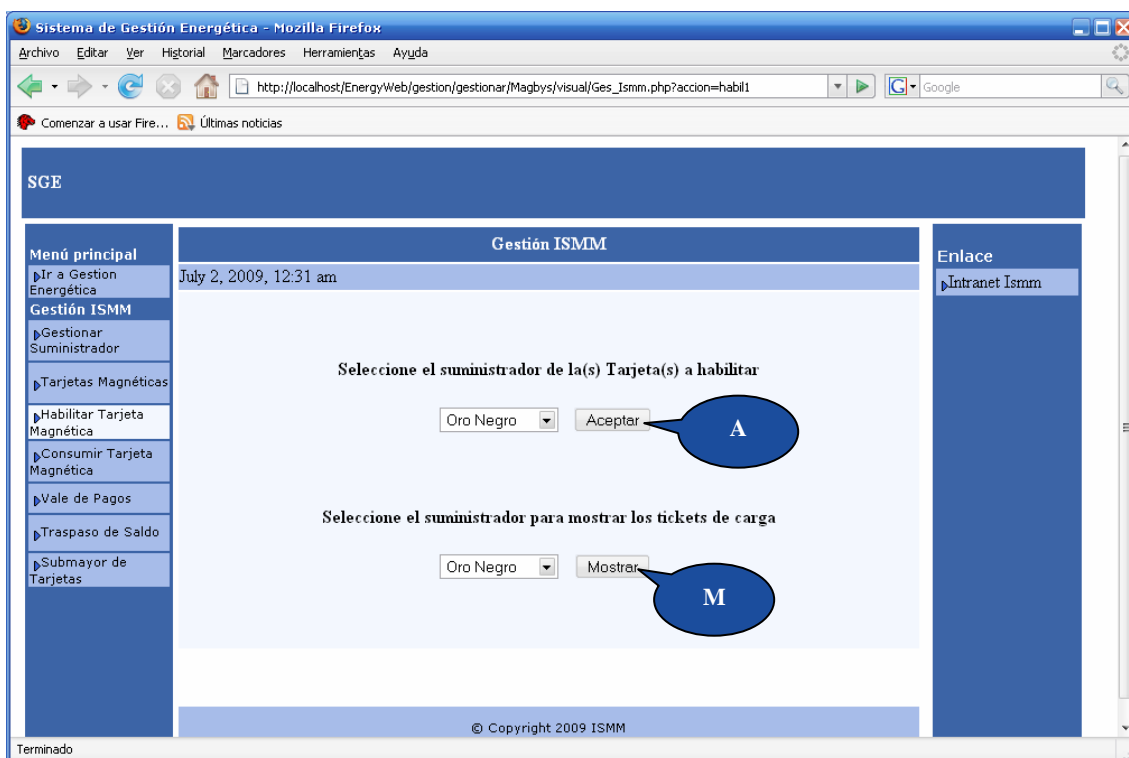 Sistema de Gestión Energética - Mozilla Firefox
Archivo Editar Ver Historial Marcadores Herramientas Ayuda
http://localhost/EnergyWeb/gestion/gestionar/Magbys/visual/Ges_Ismm.php?accion=habil1
G Google
Comenzar a usar Fire... Últimas noticias
SGE
Menú principal
Ir a Gestion
Energética
Gestión ISMM
Gestionar
Suministrador
Tarjetas Magnéticas
Habilitar Tarjeta
Magnética
Consumir Tarjeta
Magnética
Vale de Pagos
Traspaso de Saldo
Submayor de
Tarjetas
Gestión ISMM
July 2, 2009, 12:31 am
Seleccione el suministrador de la(s) Tarjeta(s) a habilitar
Oro Negro Aceptar
A
Seleccione el suministrador para mostrar los tickets de carga
Oro Negro Mostrar
M
© Copyright 2009 ISMM
Enlace
Intranet Ismm
Terminado